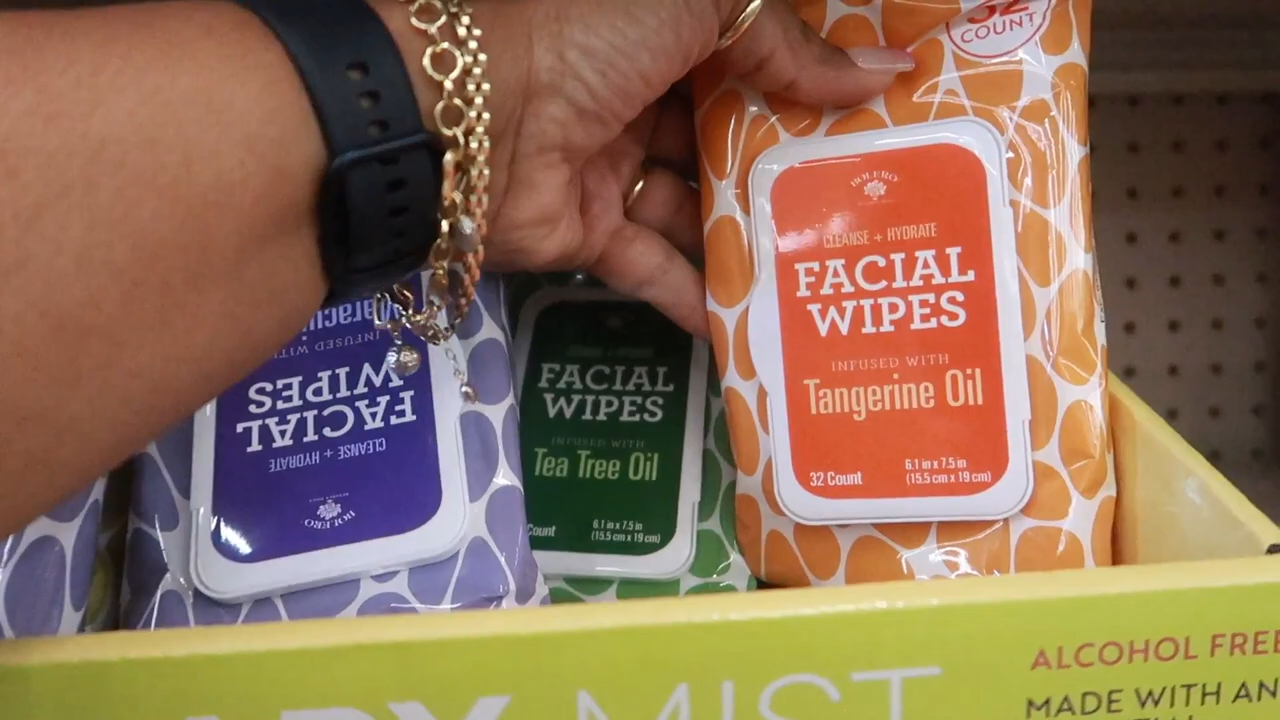 32
COUNT
BOLERO
CLEANSE + HYDRATE
FACIAL
WIPES
INFUSED WITH
Tangerine Oil
32 Count
6.1 in x 7.5 in
(15.5 cm x 19 cm)
FACIAL
WIPES
INFUSED WITH
Tea Tree Oil
Count
6.1 in x 7.5 in
(15.5 cm x 19 cm)
BOLERO
CLEANSE + HYDRATE
FACIAL
WIPES
INFUSED WITH
MIST
ALCOHOL FREE
MADE WITH AN